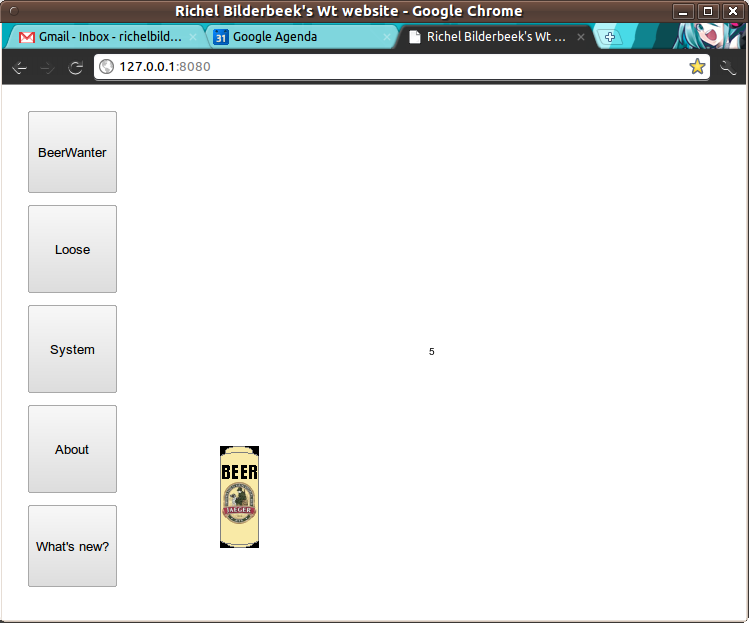 Richel Bilderbeek's Wt website - Google Chrome
Gmail - Inbox - richelbild...
31
Google Agenda
Richel Bilderbeek's Wt ...
127.0.0.1:8080
BeerWanter
Loose
System
5
About
BEER
JAEGER
What's new?